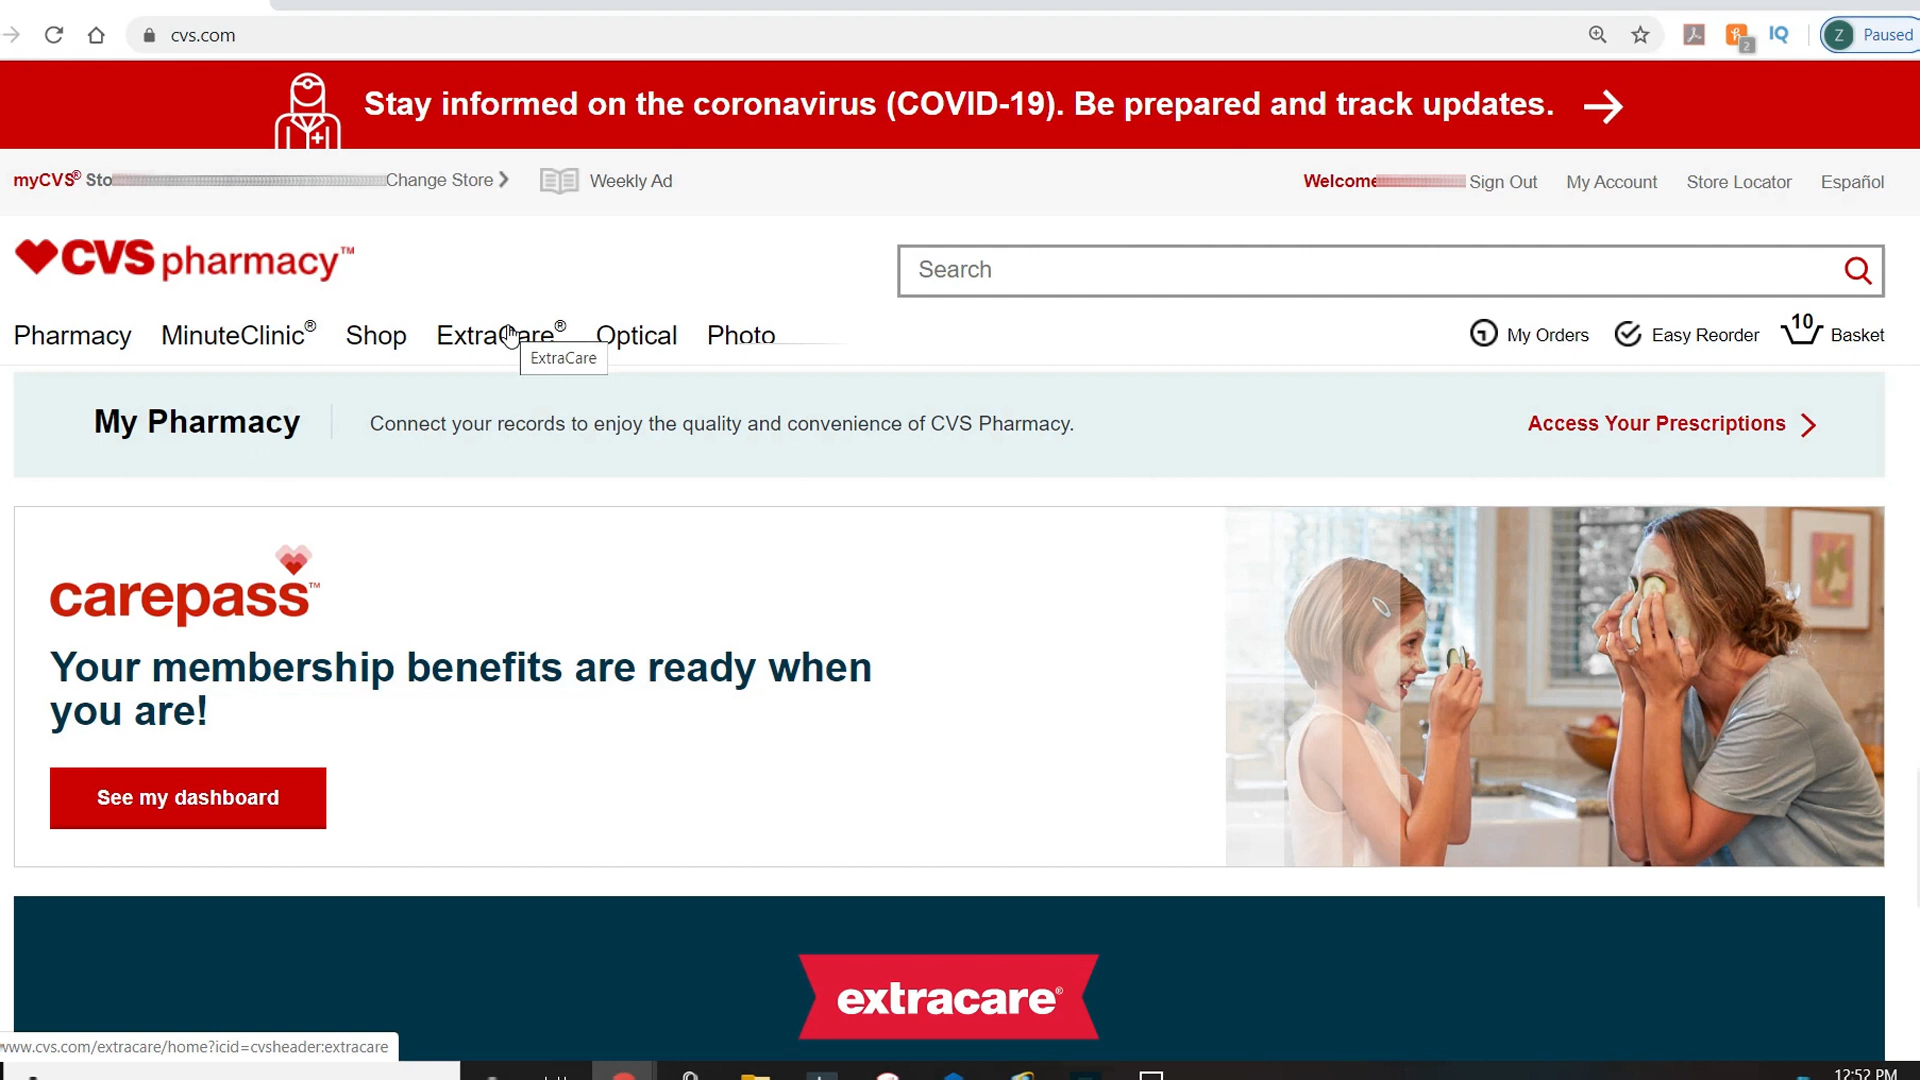 cvs.com
2
Z
Paused
Stay informed on the coronavirus (COVID-19). Be prepared and track updates.
myCVS® Sto Change Store Weekly Ad
Welcome Sign Out My Account Store Locator Español
CVS pharmacy™
Search
Pharmacy MinuteClinic® Shop ExtraCare® Optical Photo
My Orders Easy Reorder 10 Basket
ExtraCare
My Pharmacy
Connect your records to enjoy the quality and convenience of CVS Pharmacy.
Access Your Prescriptions
carepass™
Your membership benefits are ready when
you are!
See my dashboard
extracare®
www.cvs.com/extracare/home?icid=cvsheader:extracare
12:52 PM